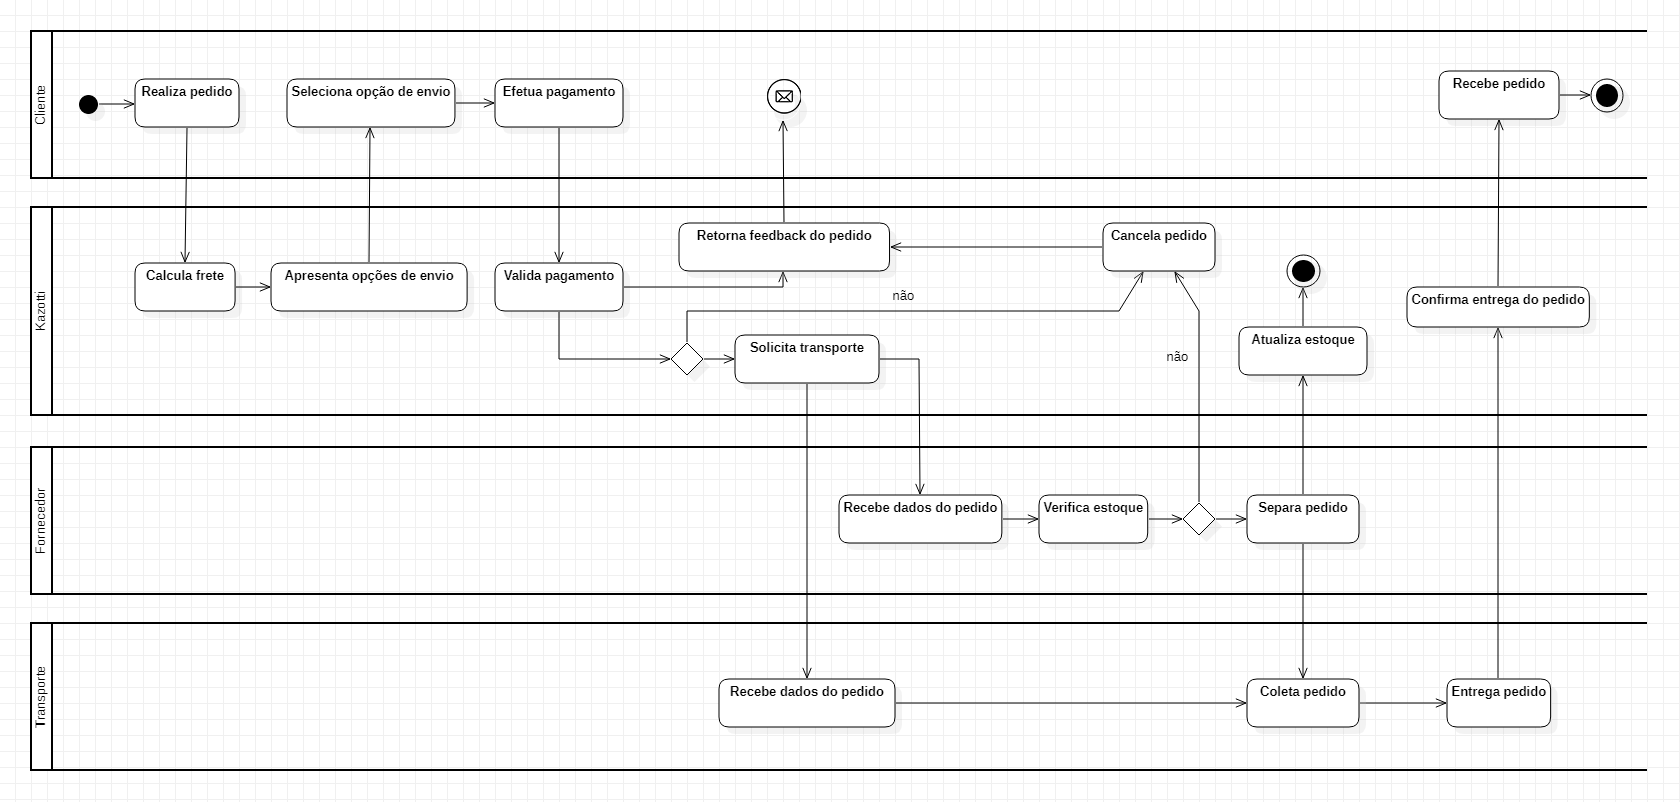 Cliente
Realiza pedido
Seleciona opção de envio
Efetua pagamento
Recebe pedido
Kazotti
Calcula frete
Apresenta opções de envio
Valida pagamento
Retorna feedback do pedido
Cancela pedido
não
Solicita transporte
não
Atualiza estoque
Confirma entrega do pedido
Fornecedor
Recebe dados do pedido
Verifica estoque
Separa pedido
Transporte
Recebe dados do pedido
Coleta pedido
Entrega pedido